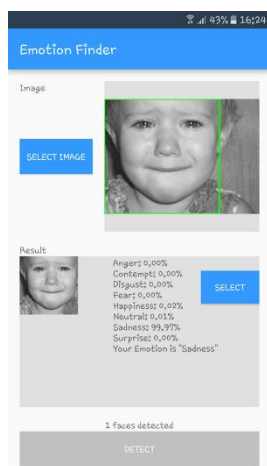 43% 16:24
Emotion Finder
Image
SELECT IMAGE
Result
Anger: 0,00%
Contempt: 0,00%
Disgust: 0,00%
Fear: 0,00%
Happiness: 0,02%
Neutral: 0,01%
Sadness: 99,97%
Surprise: 0,00%
Your Emotion is "Sadness"
SELECT
1 faces detected
DETECT